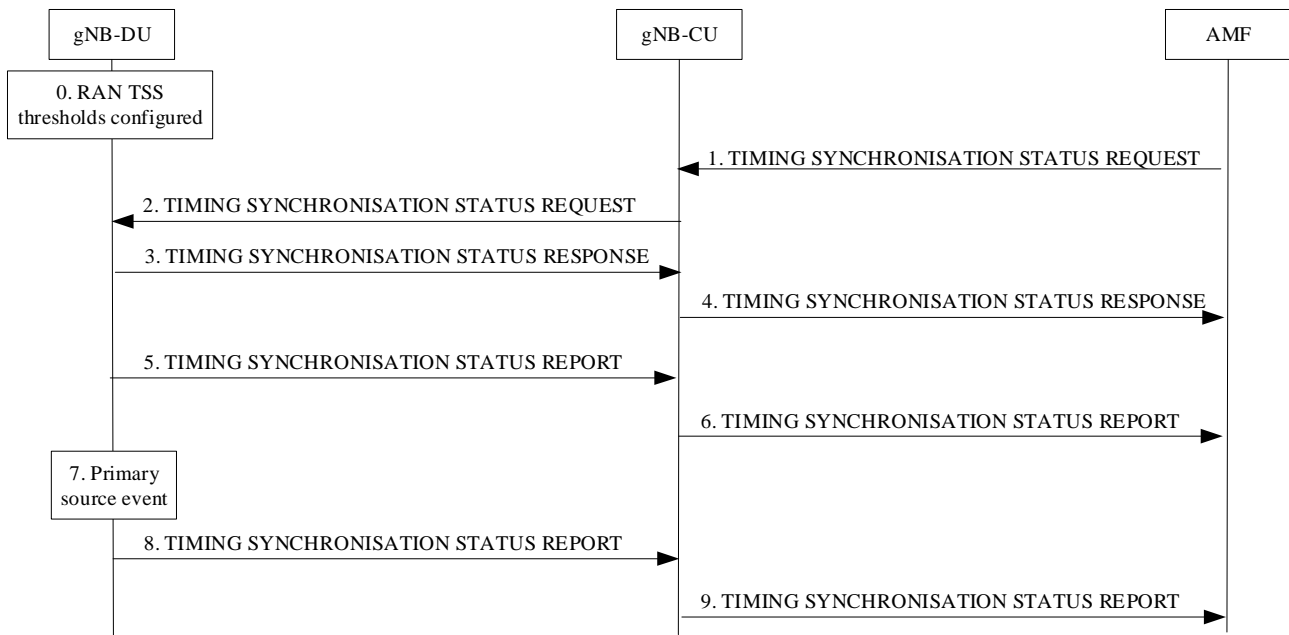 gNB-DU
gNB-CU
AMF
0. RAN TSS
thresholds configured
1. TIMING SYNCHRONISATION STATUS REQUEST
2. TIMING SYNCHRONISATION STATUS REQUEST
3. TIMING SYNCHRONISATION STATUS RESPONSE
4. TIMING SYNCHRONISATION STATUS RESPONSE
5. TIMING SYNCHRONISATION STATUS REPORT
6. TIMING SYNCHRONISATION STATUS REPORT
7. Primary
source event
8. TIMING SYNCHRONISATION STATUS REPORT
9. TIMING SYNCHRONISATION STATUS REPORT